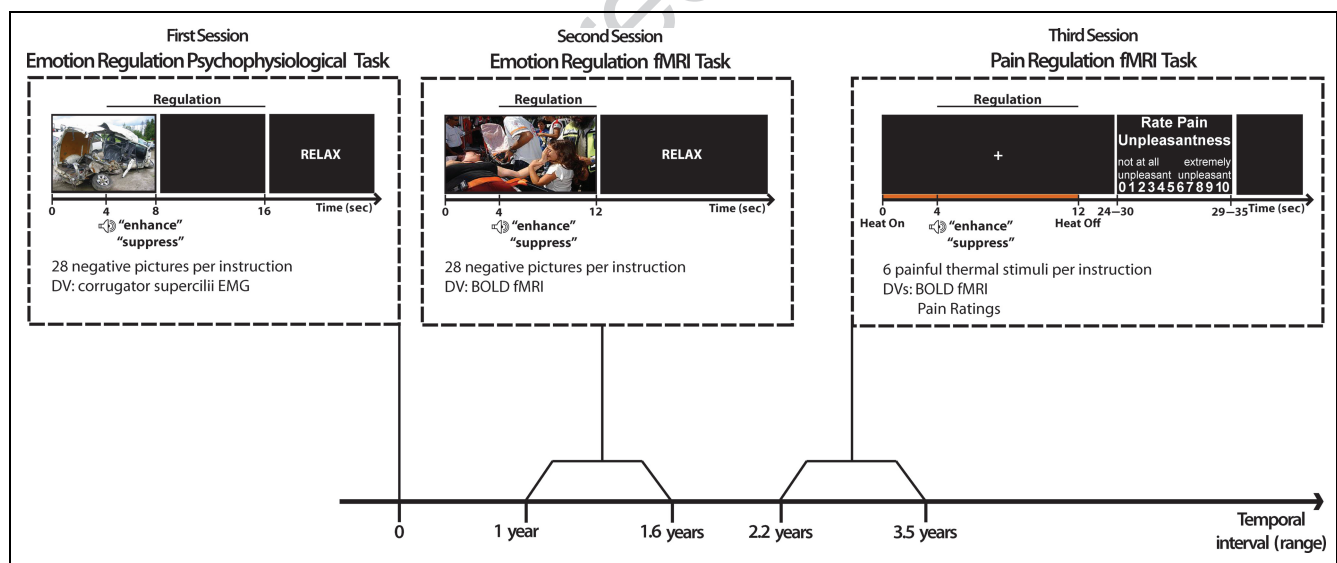 First Session
Emotion Regulation Psychophysiological Task
Regulation
RELAX
0 4 8 16 Time (sec)
"enhance"
"suppress"
28 negative pictures per instruction
DV: corrugator supercilii EMG
Second Session
Emotion Regulation fMRI Task
Regulation
RELAX
0 4 12 Time (sec)
"enhance"
"suppress"
28 negative pictures per instruction
DV: BOLD fMRI
Third Session
Pain Regulation fMRI Task
Regulation
+
Rate Pain
Unpleasantness
not at all extremely
unpleasant unpleasant
0 1 2 3 4 5 6 7 8 9 10
0 4 12 24–30 29–35 Time (sec)
Heat On "enhance" Heat Off
"suppress"
6 painful thermal stimuli per instruction
DVs: BOLD fMRI
Pain Ratings
0 1 year 1.6 years 2.2 years 3.5 years
Temporal
interval (range)